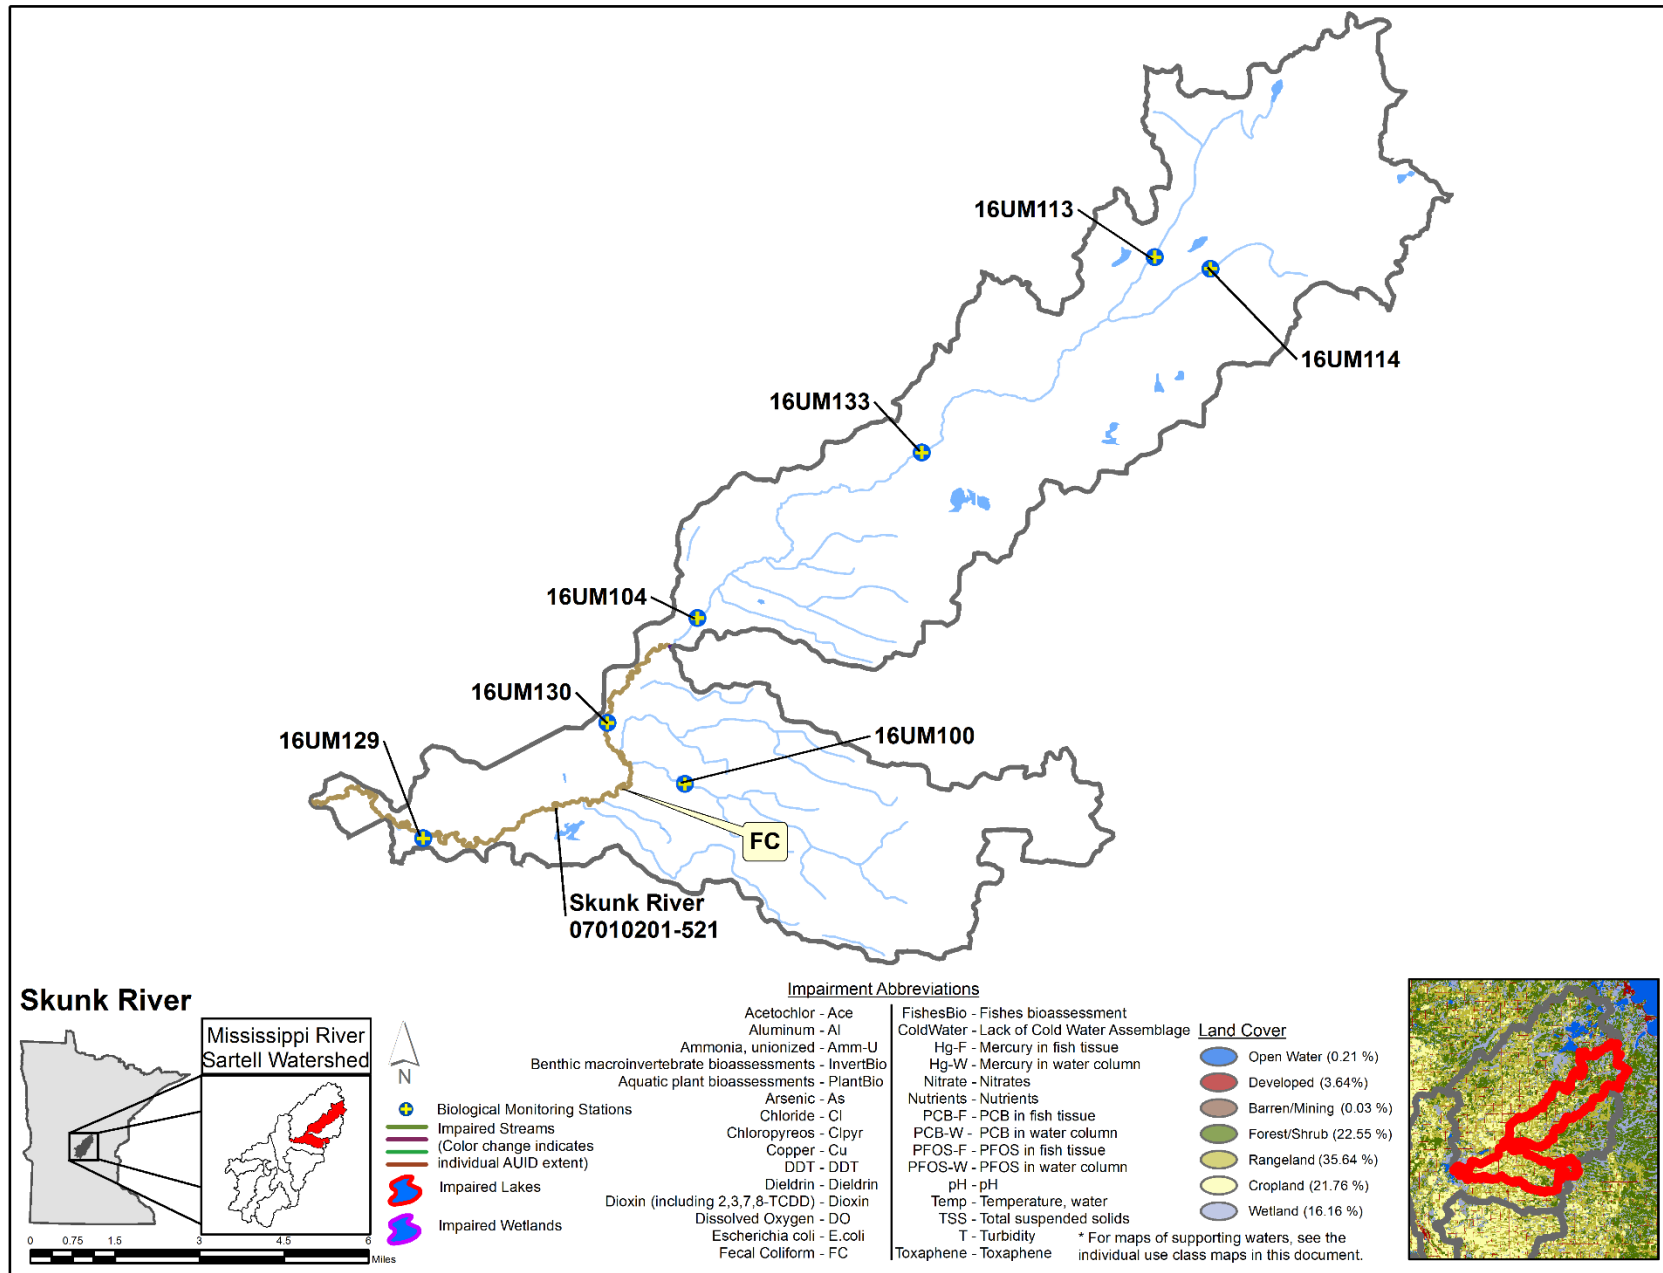 16UM113
16UM114
16UM133
16UM104
16UM130
16UM129
16UM100
FC
Skunk River
07010201-521
Skunk River
Mississippi River
Sartell Watershed
N
Biological Monitoring Stations
Impaired Streams
(Color change indicates
individual AUID extent)
Impaired Lakes
Impaired Wetlands
0 0.75 1.5 3 4.5 6
Miles
Impairment Abbreviations
Acetochlor - Ace
Aluminum - Al
Ammonia, unionized - Amm-U
Benthic macroinvertebrate bioassessments - InvertBio
Aquatic plant bioassessments - PlantBio
Arsenic - As
Chloride - Cl
Chloropyreos - Clpyr
Copper - Cu
DDT - DDT
Dieldrin - Dieldrin
Dioxin (including 2,3,7,8-TCDD) - Dioxin
Dissolved Oxygen - DO
Escherichia coli - E.coli
Fecal Coliform - FC
FishesBio - Fishes bioassessment
ColdWater - Lack of Cold Water Assemblage
Hg-F - Mercury in fish tissue
Hg-W - Mercury in water column
Nitrate - Nitrates
Nutrients - Nutrients
PCB-F - PCB in fish tissue
PCB-W - PCB in water column
PFOS-F - PFOS in fish tissue
PFOS-W - PFOS in water column
pH - pH
Temp - Temperature, water
TSS - Total suspended solids
T - Turbidity
Toxaphene - Toxaphene
Land Cover
Open Water (0.21 %)
Developed (3.64%)
Barren/Mining (0.03 %)
Forest/Shrub (22.55 %)
Rangeland (35.64 %)
Cropland (21.76 %)
Wetland (16.16 %)
* For maps of supporting waters, see the
individual use class maps in this document.